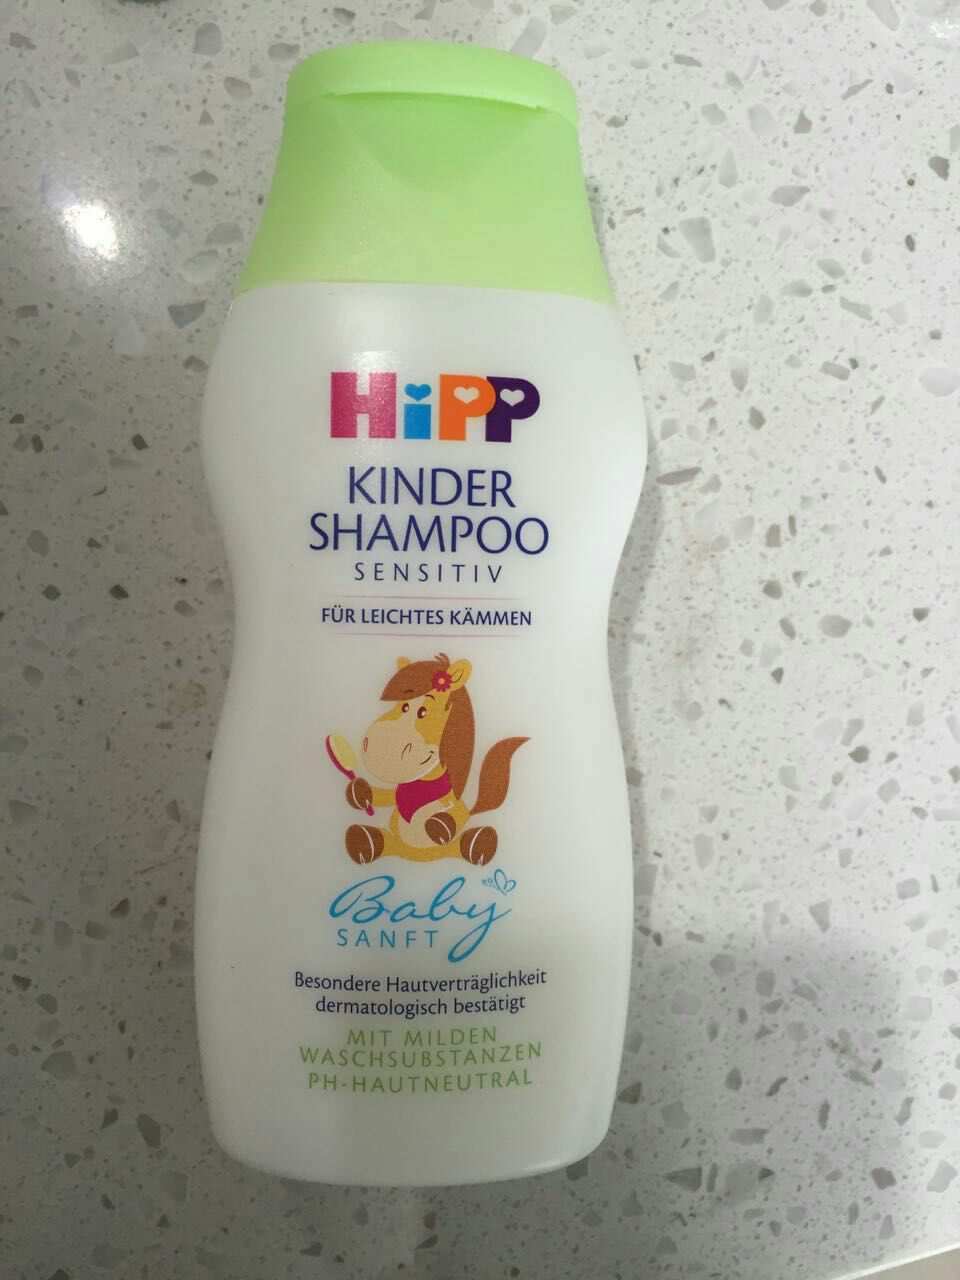 HiPP
KINDER
SHAMPOO
SENSITIV
FÜR LEICHTES KÄMMEN
Baby
SANFT
Besondere Hautverträglichkeit
dermatologisch bestätigt
MIT MILDEN
WASCHSUBSTANZEN
PH-HAUTNEUTRAL